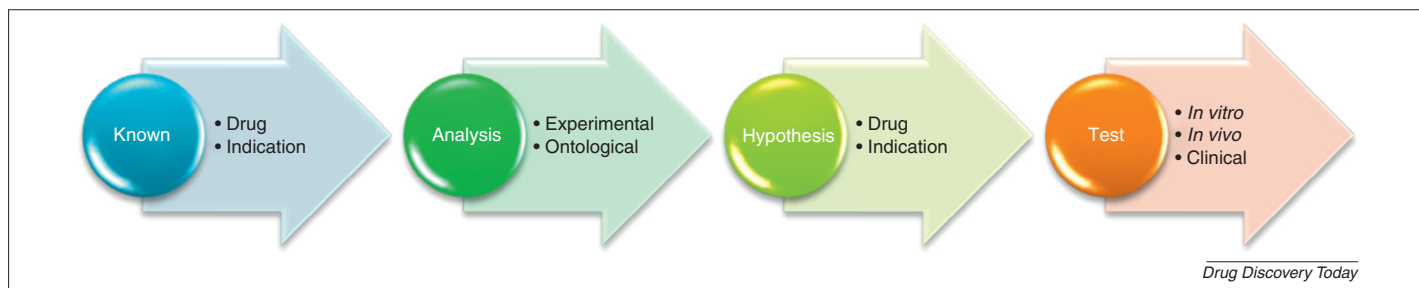 Known
• Drug
• Indication
Analysis
• Experimental
• Ontological
Hypothesis
• Drug
• Indication
Test
• In vitro
• In vivo
• Clinical
Drug Discovery Today